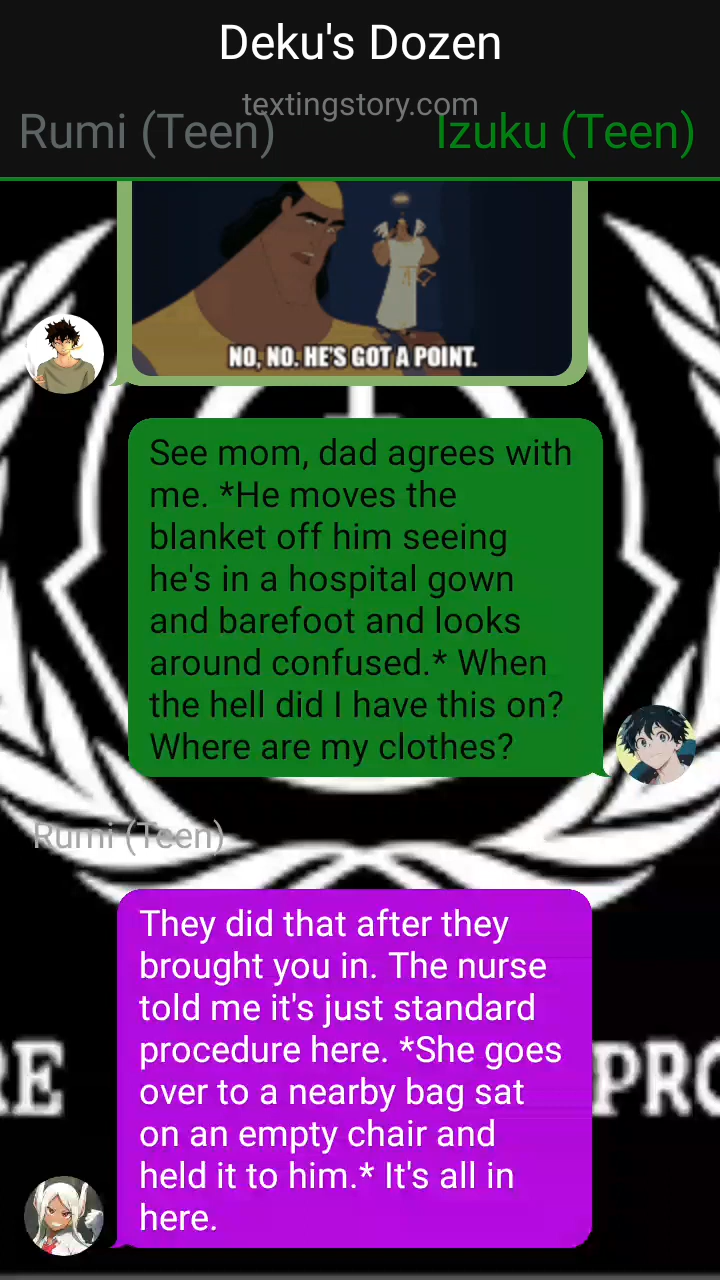 Deku's Dozen
textingstory.com
Rumi (Teen)
Izuku (Teen)
NO, NO. HE'S GOT A POINT.
See mom, dad agrees with
me. *He moves the
blanket off him seeing
he's in a hospital gown
and barefoot and looks
around confused.* When
the hell did I have this on?
Where are my clothes?
Rumi (Teen)
They did that after they
brought you in. The nurse
told me it's just standard
procedure here. *She goes
over to a nearby bag sat
on an empty chair and
held it to him.* It's all in
here.
RE
PRO